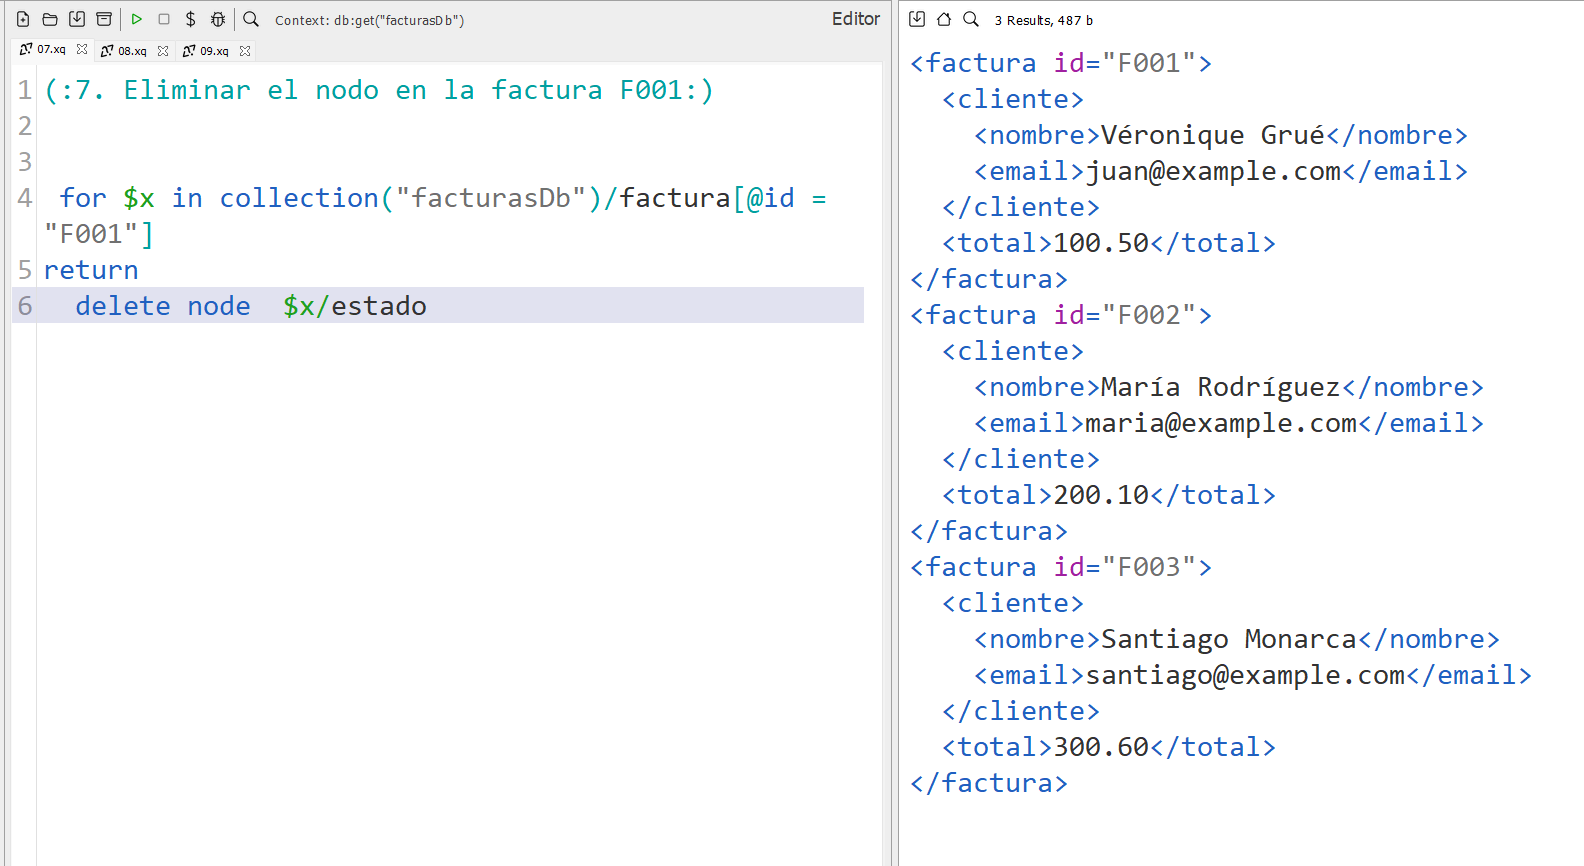 Context: db:get("facturasDb")
Editor
07.xq
08.xq
09.xq
1 (:7. Eliminar el nodo en la factura F001:)
2
3
4 for $x in collection("facturasDb")/factura[@id =
"F001"]
5 return
6 delete node  $x/estado
3 Results, 487 b
<factura id="F001">
<cliente>
<nombre>Véronique Grué</nombre>
<email>juan@example.com</email>
</cliente>
<total>100.50</total>
</factura>
<factura id="F002">
<cliente>
<nombre>María Rodríguez</nombre>
<email>maria@example.com</email>
</cliente>
<total>200.10</total>
</factura>
<factura id="F003">
<cliente>
<nombre>Santiago Monarca</nombre>
<email>santiago@example.com</email>
</cliente>
<total>300.60</total>
</factura>